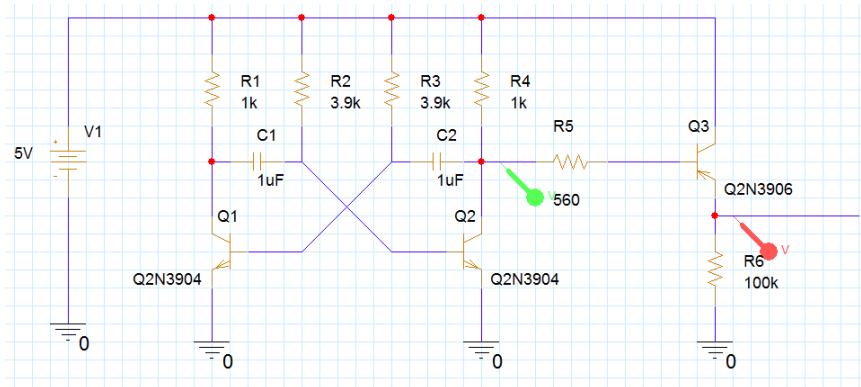 V1
5V
+
-
R1
1k
R2
3.9k
R3
3.9k
R4
1k
C1
1uF
C2
1uF
R5
560
V
Q1
Q2N3904
Q2
Q2N3904
Q3
Q2N3906
V
R6
100k
0
0
0
0